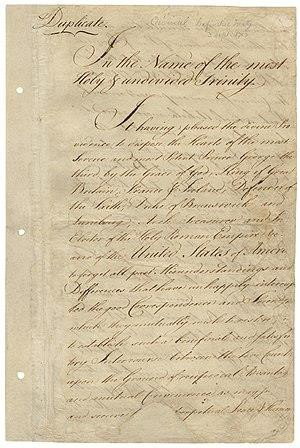 Duplicate.
Original
In the Name of the most
Holy & undivided Trinity.
It having pleased the divine Pro
vidence to dispose the Hearts of the most
Serene and most Potent Prince George the
third by the Grace of God King of Great
Britain, France & Ireland, Defender of
the Faith, Duke of Brunswick and
Lunebourg, Arch Treasurer and
Elector of the Holy Roman Empire &c
and of the United States of America
to forget all past Misunderstandings and
Differences that have unhappily interrup
ted the good Correspondence and Friendship
which they mutually wish to restore
to establish such a beneficial and satisfac
tory Intercourse between the two Countries
upon the Ground of reciprocal Advantages
and mutual Convenience as may
and secure perpetual Peace & Harmony